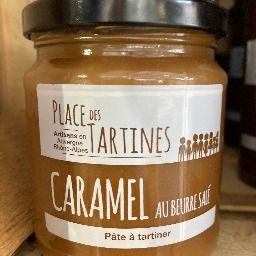 PLACE DES
TARTINES
Artisans en
Auvergne
Rhône-Alpes
CARAMEL AU BEURRE SALÉ
Pâte à tartiner